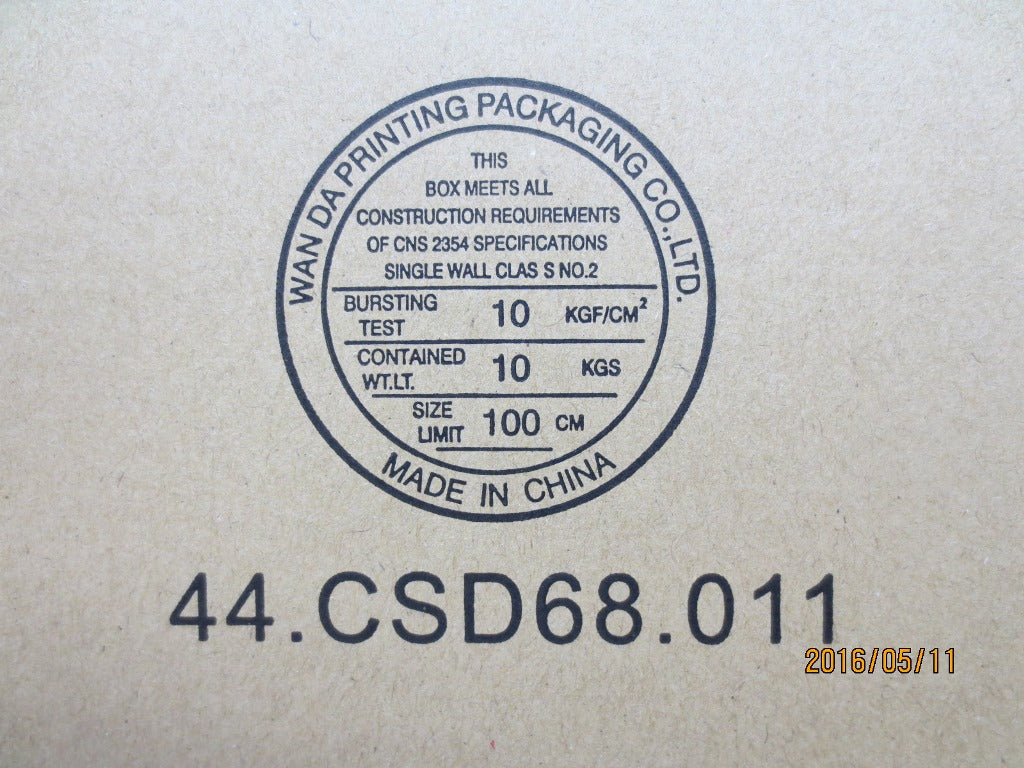 WAN DA PRINTING PACKAGING CO.,LTD.
THIS
BOX MEETS ALL
CONSTRUCTION REQUIREMENTS
OF CNS 2354 SPECIFICATIONS
SINGLE WALL CLAS S NO.2
BURSTING TEST 10 KGF/CM²
CONTAINED WT.LT. 10 KGS
SIZE LIMIT 100 CM
MADE IN CHINA
44.CSD68.011
2016/05/11